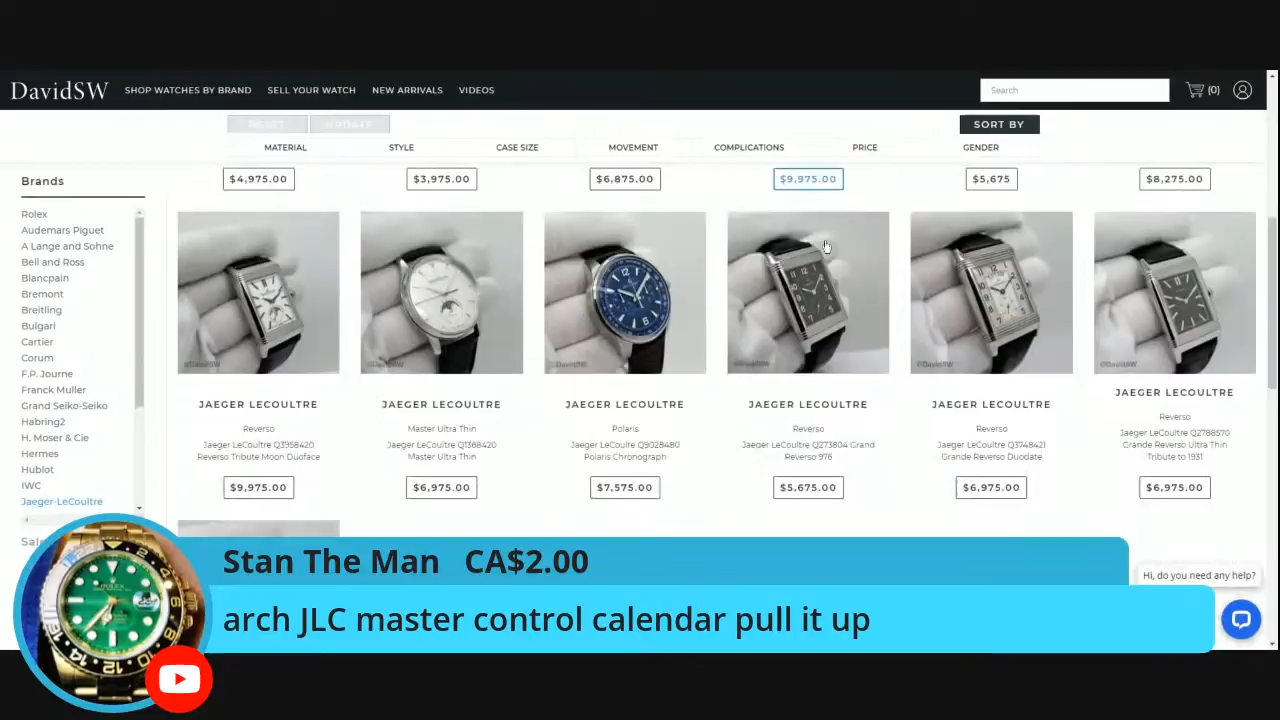 DavidSW
SHOP WATCHES BY BRAND
SELL YOUR WATCH
NEW ARRIVALS
VIDEOS
Search
(0)
SORT BY
MATERIAL
STYLE
CASE SIZE
MOVEMENT
COMPLICATIONS
PRICE
GENDER
Brands
Rolex
Audemars Piguet
A Lange and Sohne
Bell and Ross
Blancpain
Bremont
Breitling
Bulgari
Cartier
Corum
F.P. Journe
Franck Muller
Grand Seiko-Seiko
Habring2
H. Moser & Cie
Hermes
Hublot
IWC
Jaeger-LeCoultre
$4,975.00
$3,975.00
$6,875.00
$9,975.00
$5,675
$8,275.00
@DavidSW
@DavidSW
@DavidSW
@DavidSW
@DavidSW
@DavidSW
JAEGER LECOULTRE
Reverso
Jaeger LeCoultre Q3958420
Reverso Tribute Moon Duoface
$9,975.00
JAEGER LECOULTRE
Master Ultra Thin
Jaeger LeCoultre Q1368420
Master Ultra Thin
$6,975.00
JAEGER LECOULTRE
Polaris
Jaeger LeCoultre Q9028480
Polaris Chronograph
$7,575.00
JAEGER LECOULTRE
Reverso
Jaeger LeCoultre Q273804 Grand
Reverso 976
$5,675.00
JAEGER LECOULTRE
Reverso
Jaeger LeCoultre Q3748421
Grande Reverso Duodate
$6,975.00
JAEGER LECOULTRE
Reverso
Jaeger LeCoultre Q2788570
Grande Reverso Ultra Thin
Tribute to 1931
$6,975.00
Stan The Man CA$2.00
arch JLC master control calendar pull it up
Hi, do you need any help?